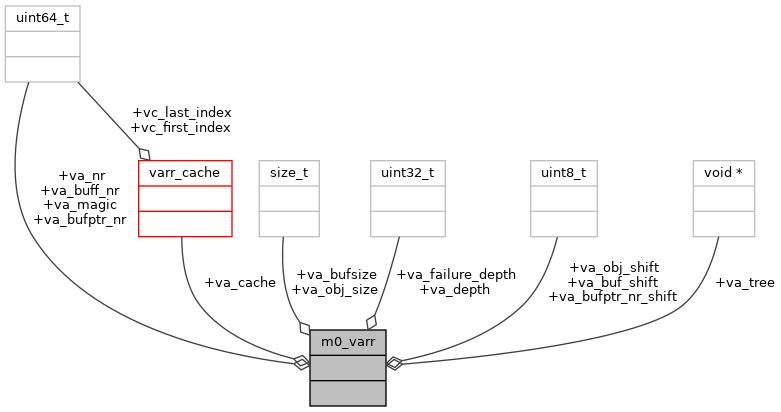 uint64_t
+vc_last_index
+vc_first_index
varr_cache
size_t
uint32_t
uint8_t
void *
+va_nr
+va_buff_nr
+va_magic
+va_bufptr_nr
+va_cache
+va_bufsize
+va_obj_size
+va_failure_depth
+va_depth
+va_obj_shift
+va_buf_shift
+va_bufptr_nr_shift
+va_tree
m0_varr